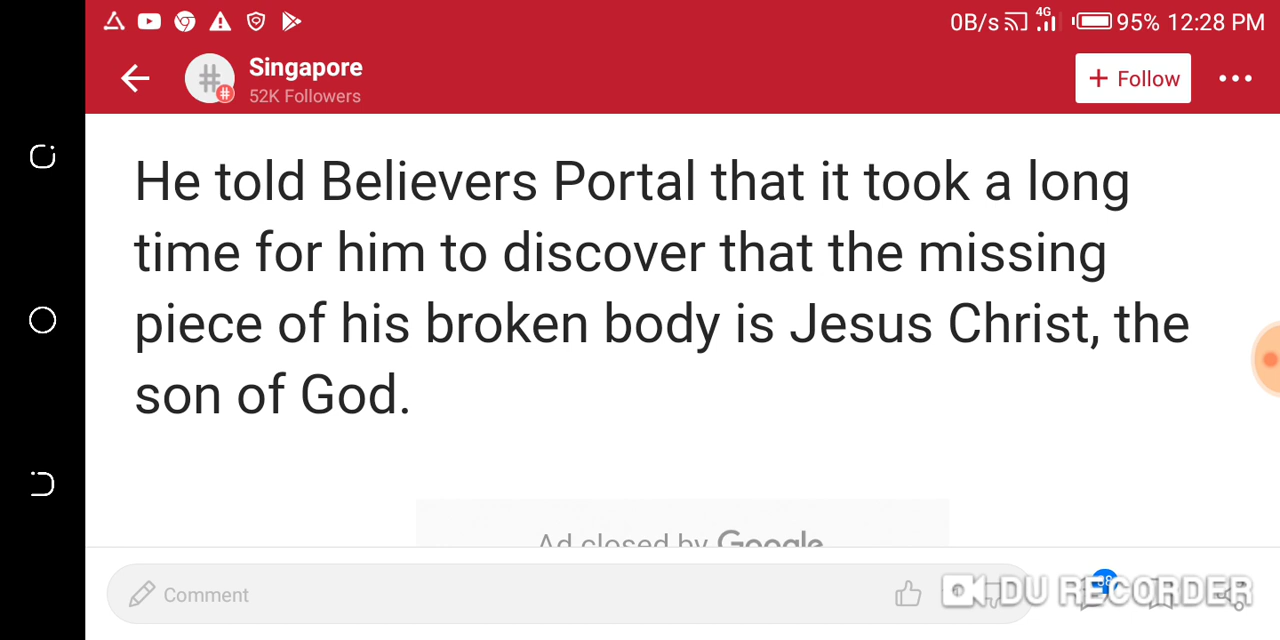 0B/s 4G 95% 12:28 PM
Singapore
52K Followers
+ Follow
He told Believers Portal that it took a long
time for him to discover that the missing
piece of his broken body is Jesus Christ, the
son of God.
Ad closed by Google
Comment
DU RECORDER